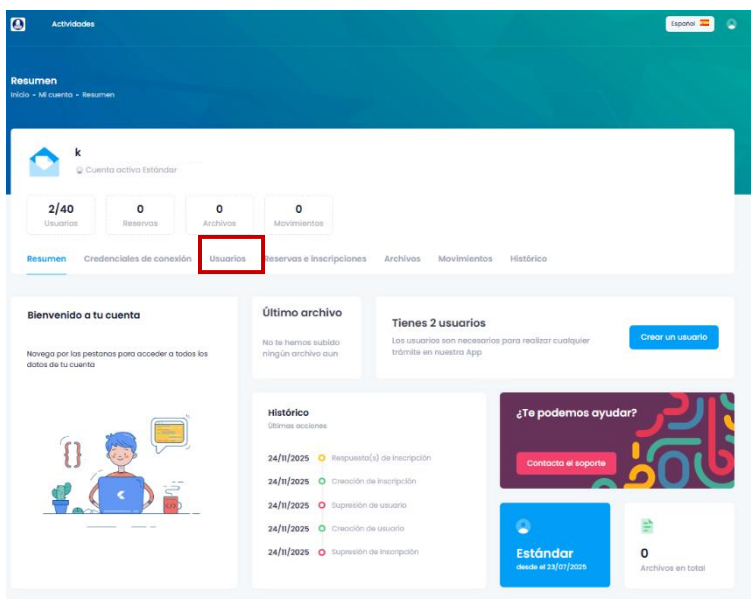 Actividades
Español
Resumen
Inicio - Mi cuenta - Resumen
k
Cuenta activa Estándar
2/40
Usuarios
0
Reservas
0
Archivos
0
Movimientos
Resumen Credenciales de conexión Usuarios Reservas e inscripciones Archivos Movimientos Histórico
Bienvenido a tu cuenta
Navega por las pestanas para acceder a todos los
datos de tu cuenta
Último archivo
No te hemos subido
ningún archivo aun
Tienes 2 usuarios
Los usuarios son necesarios para realizar cualquier
trámite en nuestra App
Crear un usuario
Histórico
Últimas acciones
24/11/2025 Respuesta(s) de inscripción
24/11/2025 Creación de inscripción
24/11/2025 Supresión de usuario
24/11/2025 Creación de usuario
24/11/2025 Supresión de inscripción
¿Te podemos ayudar?
Contacta el soporte
Estándar
desde el 23/07/2025
0
Archivos en total